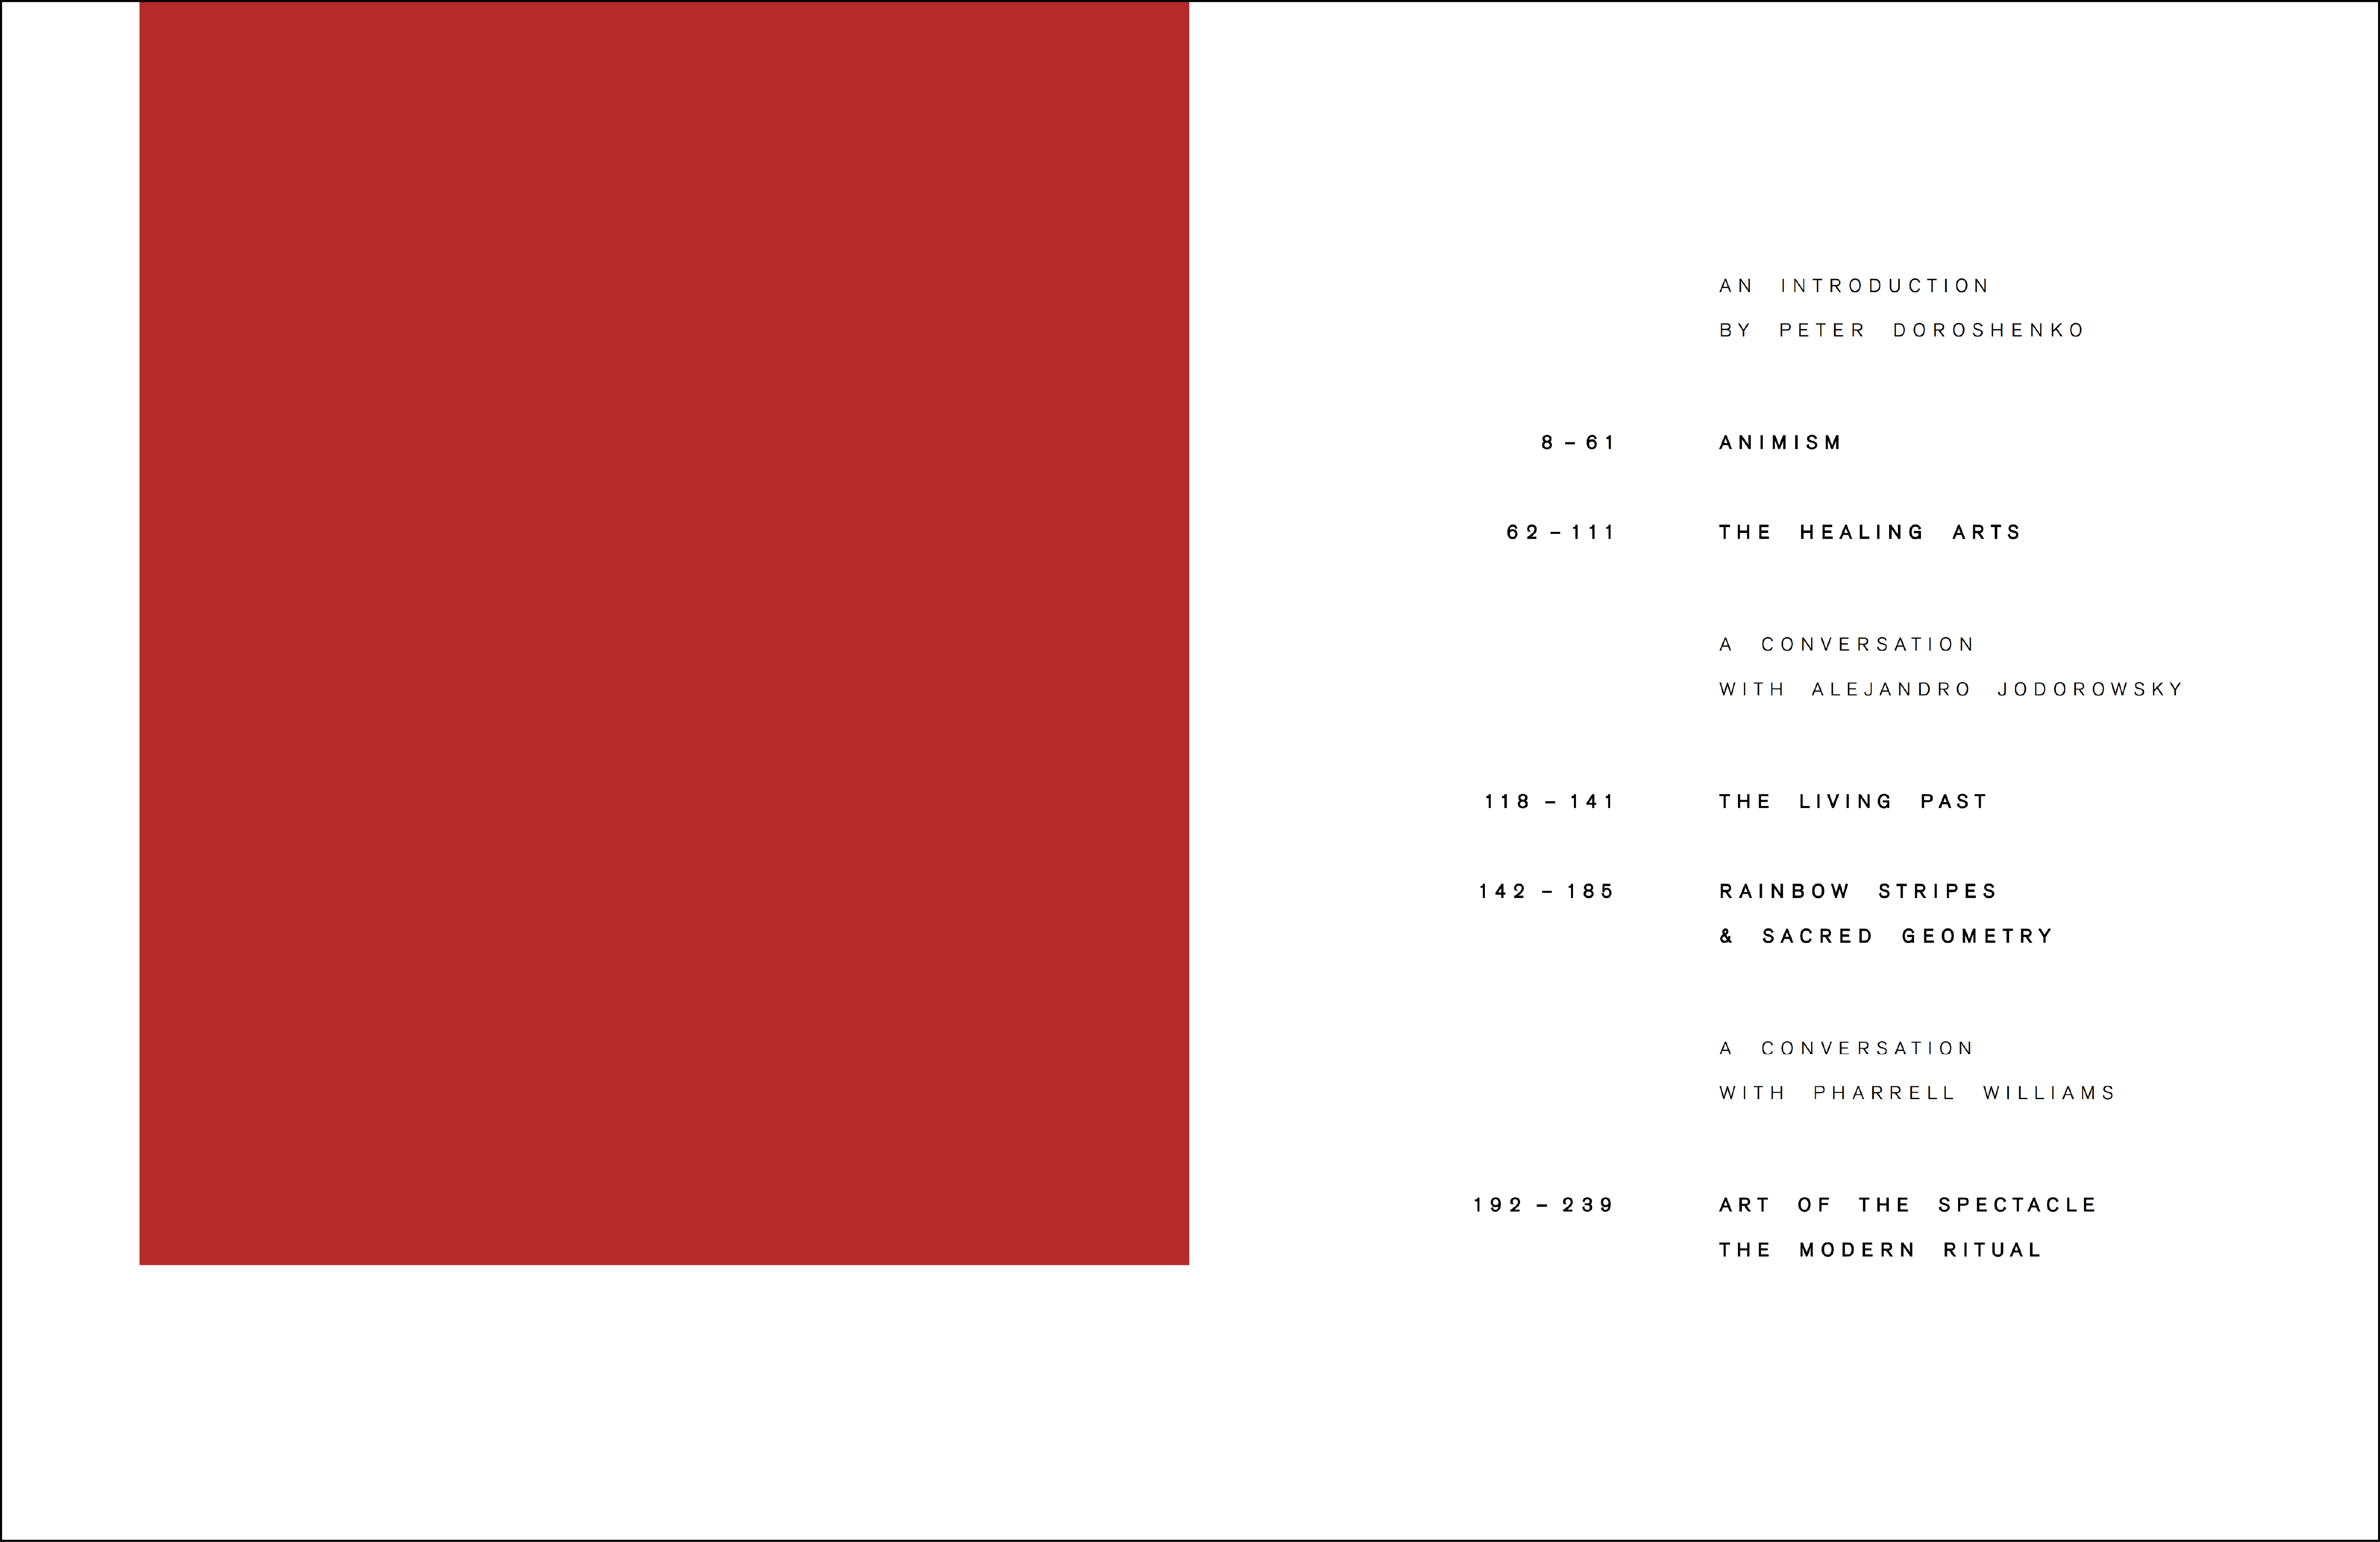 AN INTRODUCTION
BY PETER DOROSHENKO
8 – 61 ANIMISM
62 – 111 THE HEALING ARTS
A CONVERSATION
WITH ALEJANDRO JODOROWSKY
118 – 141 THE LIVING PAST
142 – 185 RAINBOW STRIPES
& SACRED GEOMETRY
A CONVERSATION
WITH PHARRELL WILLIAMS
192 – 239 ART OF THE SPECTACLE
THE MODERN RITUAL